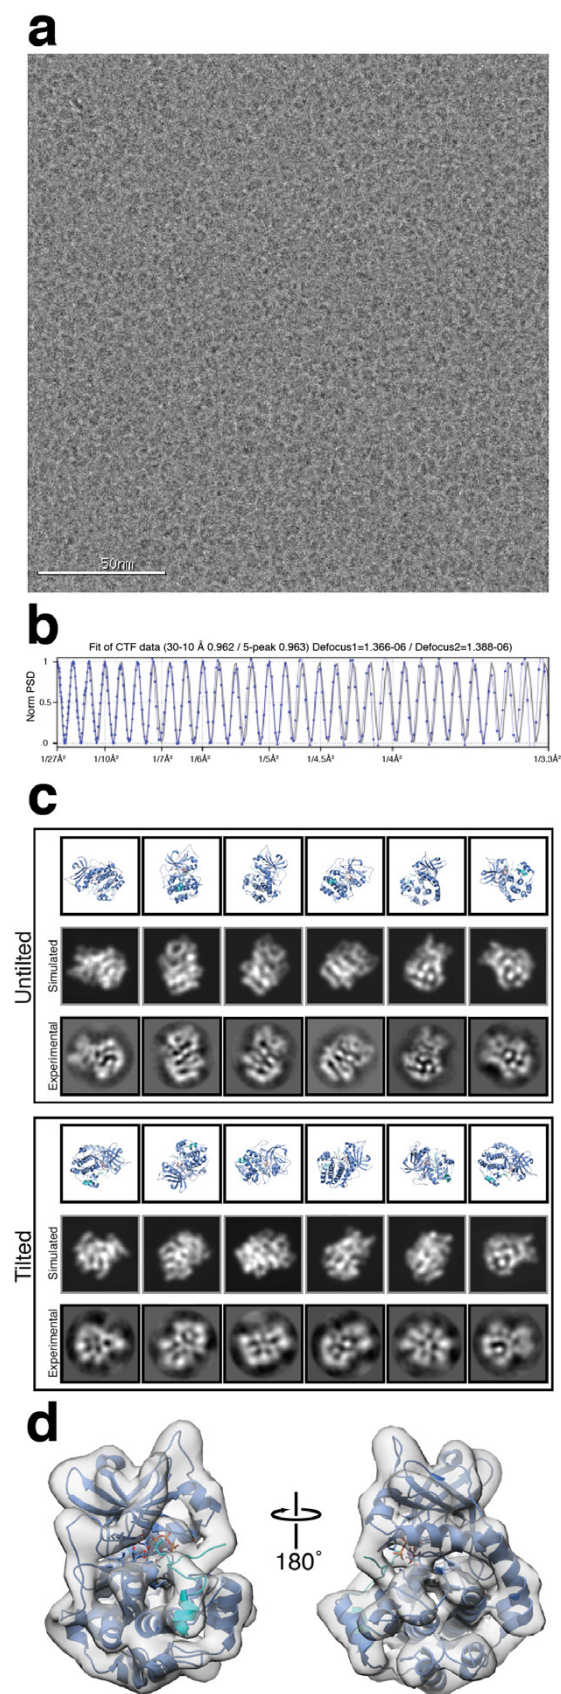 a
50nm
b
Fit of CTF data (30-10 Å 0.962 / 5-peak 0.963) Defocus1=1.366-06 / Defocus2=1.388-06)
Norm PSD
1
0.5
0
1/27Å² 1/10Å² 1/7Å² 1/6Å² 1/5Å² 1/4.5Å² 1/4Å² 1/3.3Å²
c
Untilted
Simulated
Experimental
Tilted
Simulated
Experimental
d
180°